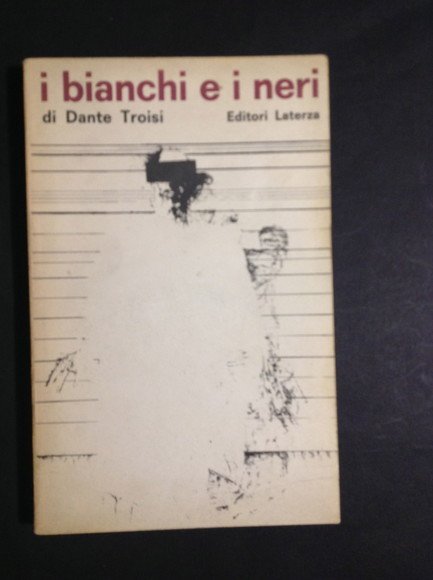 i bianchi e i neri
di Dante Troisi Editori Laterza